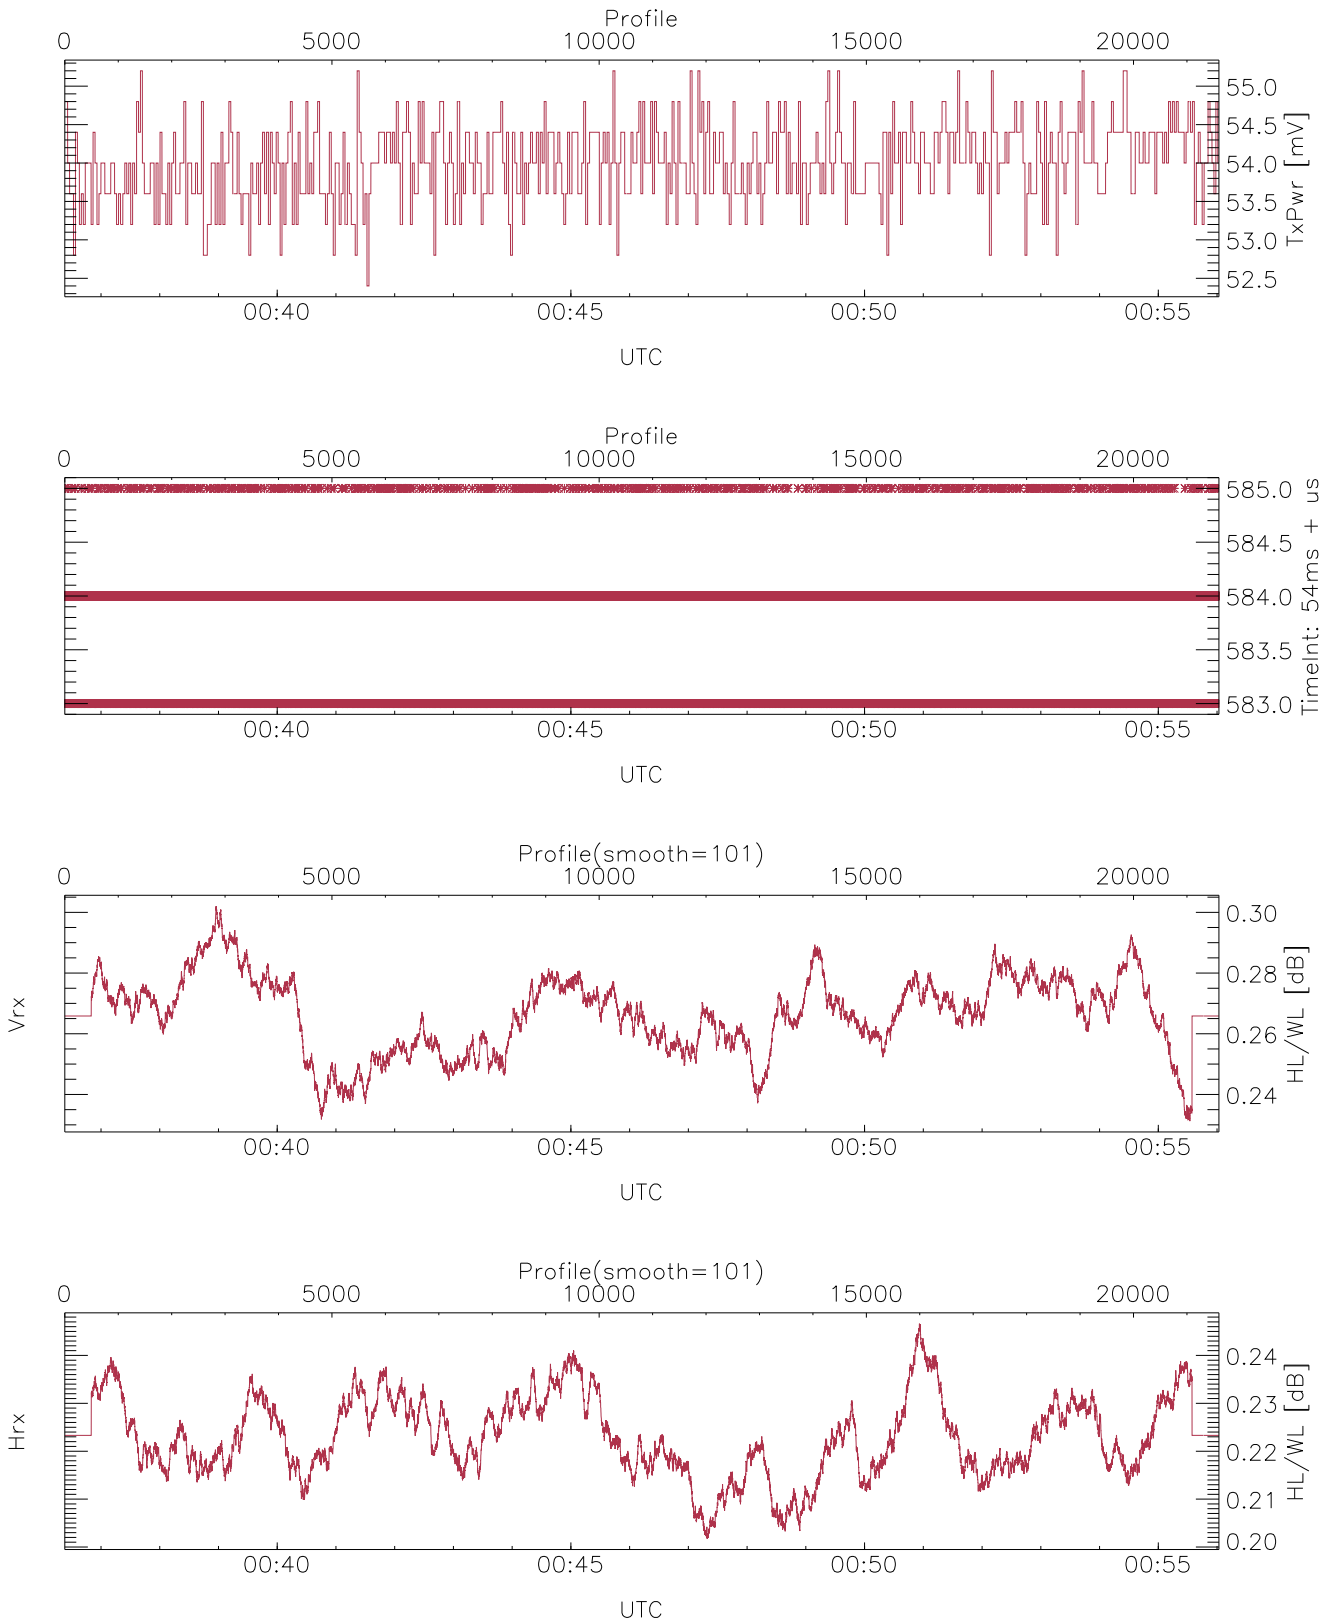 Profile
0 5000 10000 15000 20000
55.0
54.5
54.0
53.5
53.0
52.5
TxPwr [mV]
00:40 00:45 00:50 00:55
UTC
Profile
0 5000 10000 15000 20000
585.0
584.5
584.0
583.5
583.0
TimeInt: 54ms + us
00:40 00:45 00:50 00:55
UTC
Profile(smooth=101)
0 5000 10000 15000 20000
Vrx
0.30
0.28
0.26
0.24
HL/WL [dB]
00:40 00:45 00:50 00:55
UTC
Profile(smooth=101)
0 5000 10000 15000 20000
Hrx
0.24
0.23
0.22
0.21
0.20
HL/WL [dB]
00:40 00:45 00:50 00:55
UTC